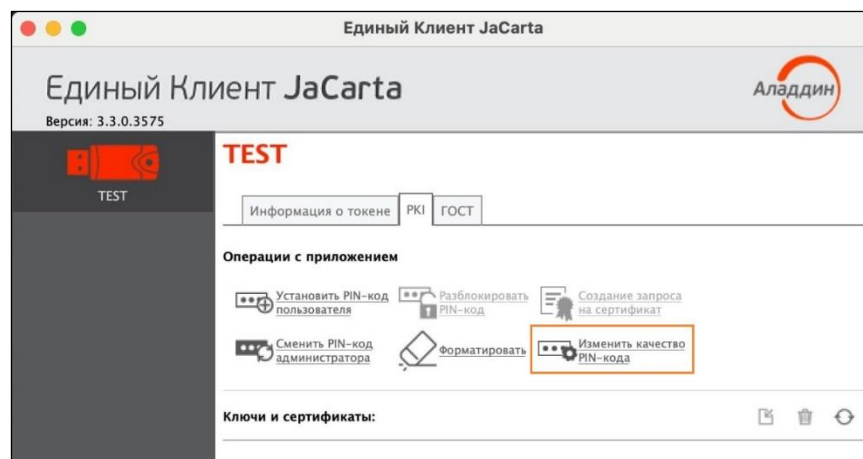 Единый Клиент JaCarta
Единый Клиент JaCarta
Аладдин
Версия: 3.3.0.3575
TEST
TEST
Информация о токене PKI ГОСТ
Операции с приложением
Установить PIN-код
пользователя
Разблокировать
PIN-код
Создание запроса
на сертификат
Сменить PIN-код
администратора
Форматировать
Изменить качество
PIN-кода
Ключи и сертификаты: